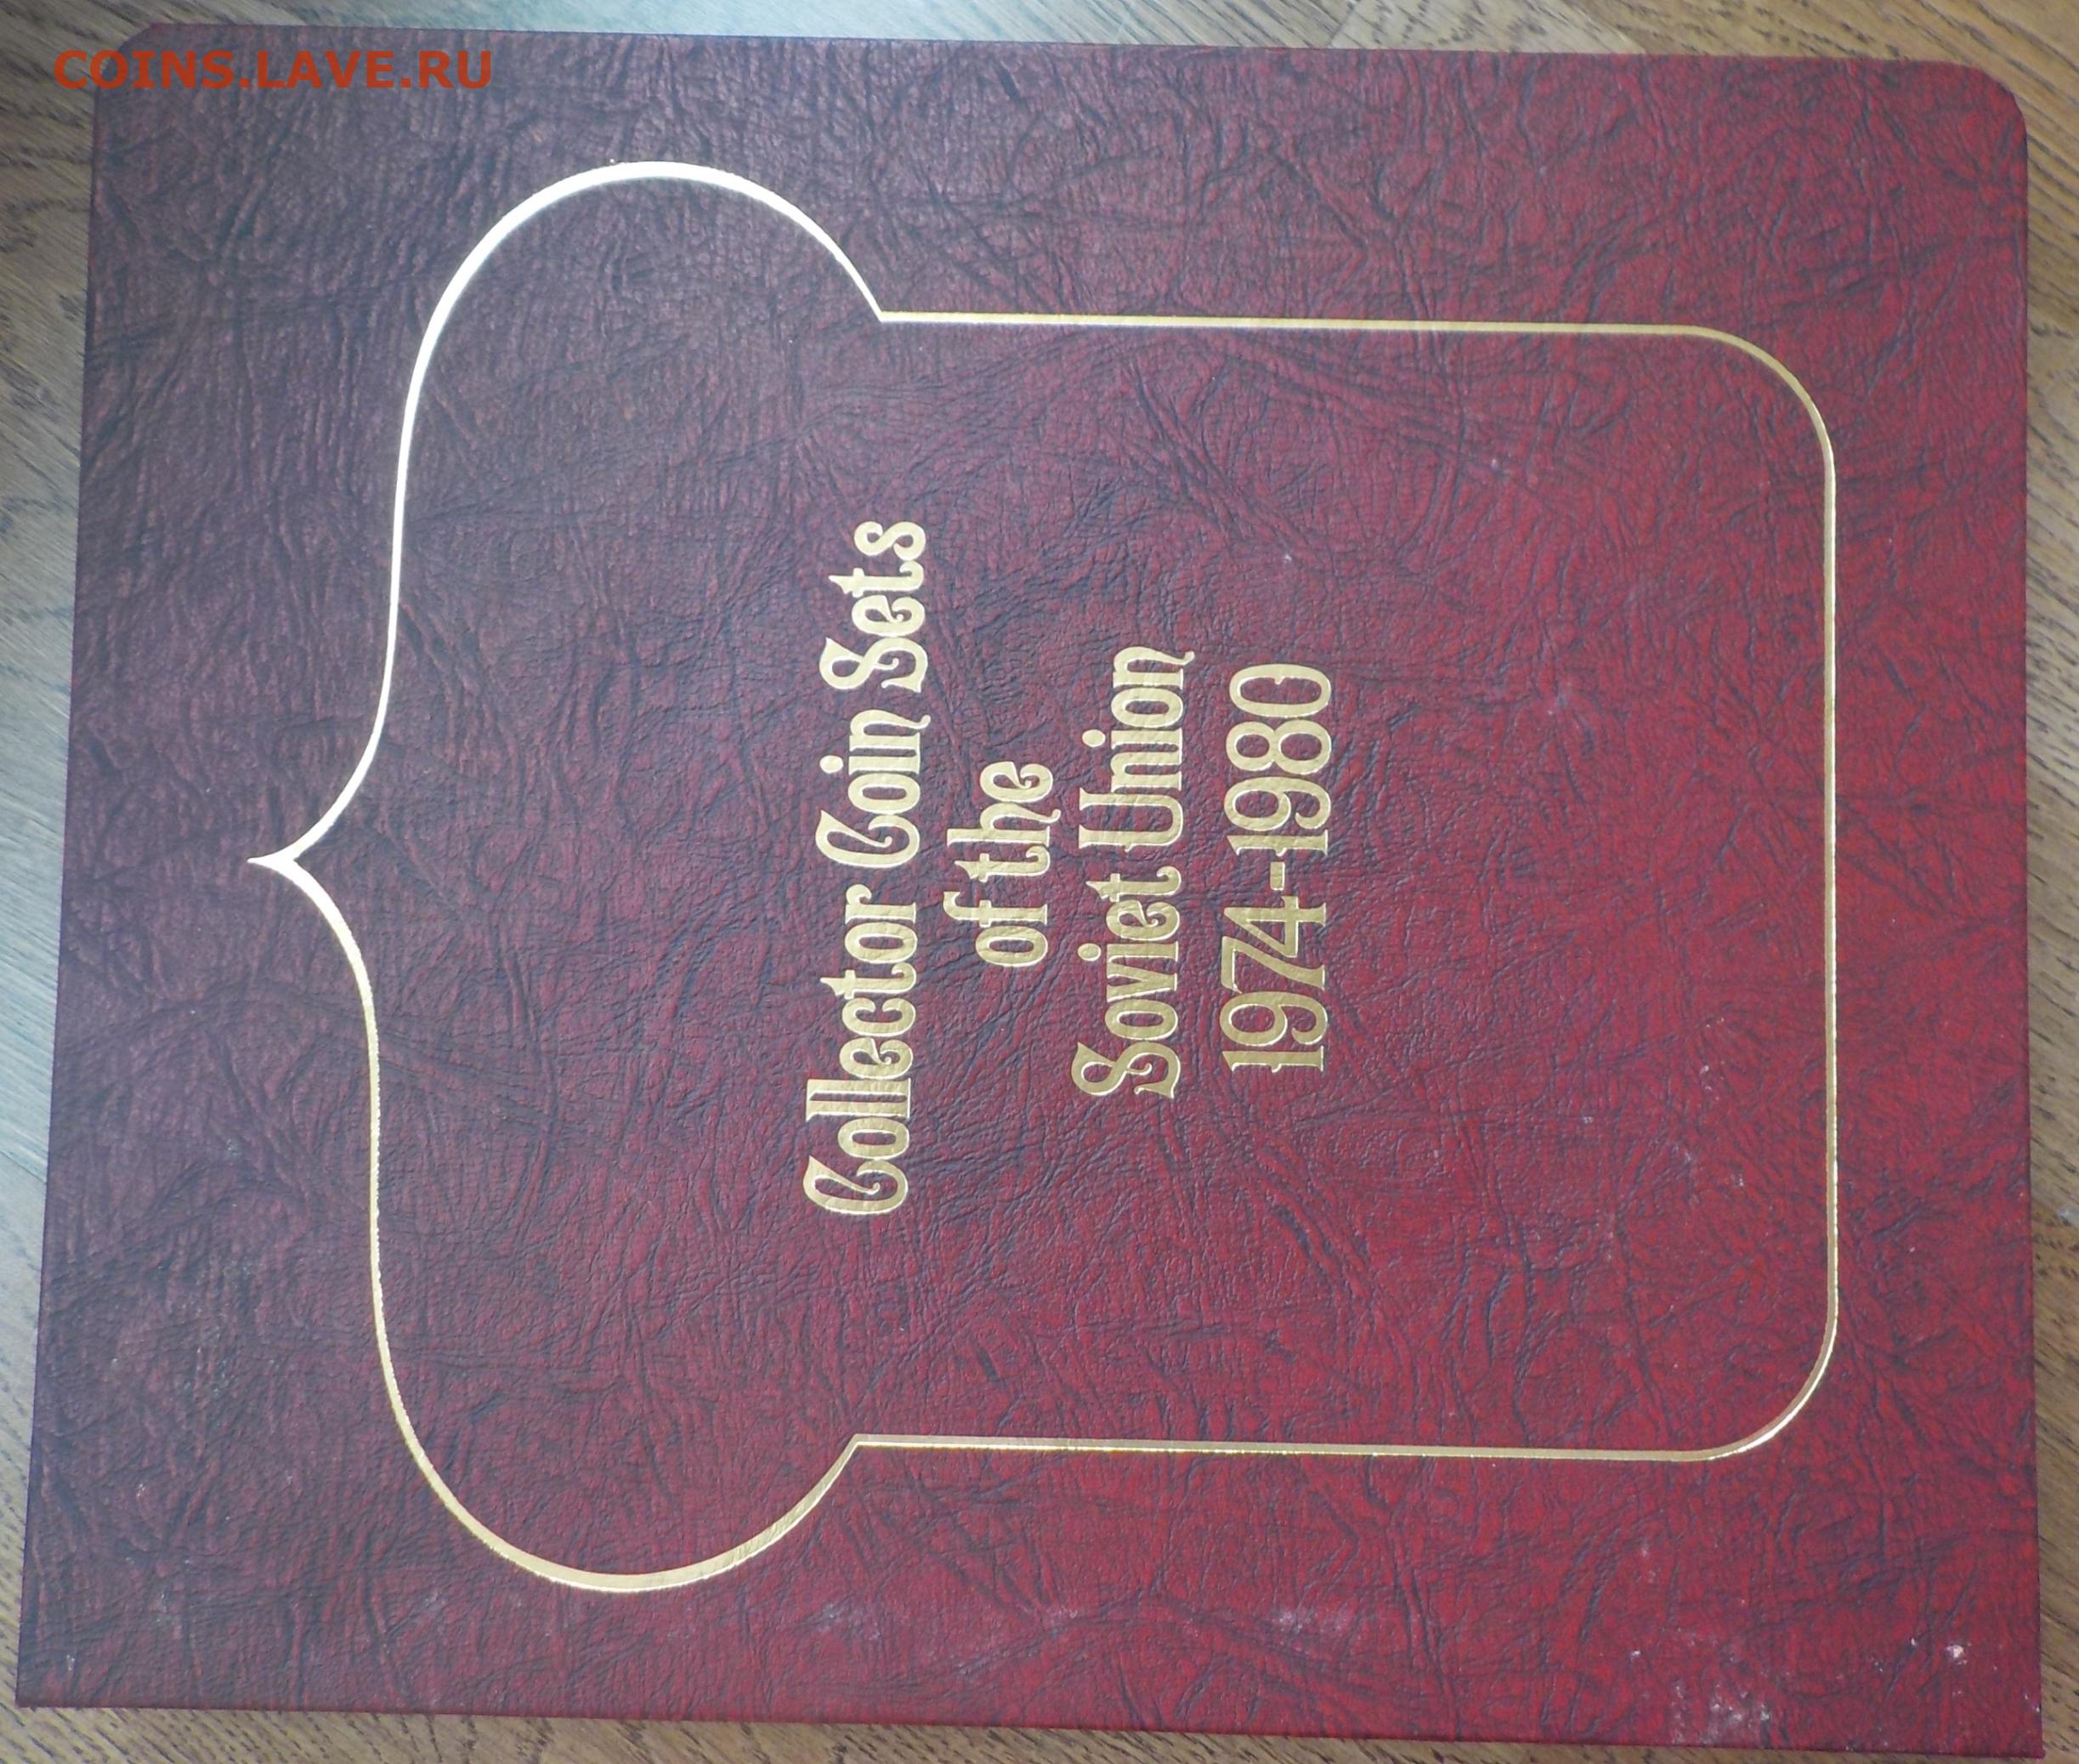 COINS.LAVE.RU
Collector Coin Sets
of the
Soviet Union
1974-1980